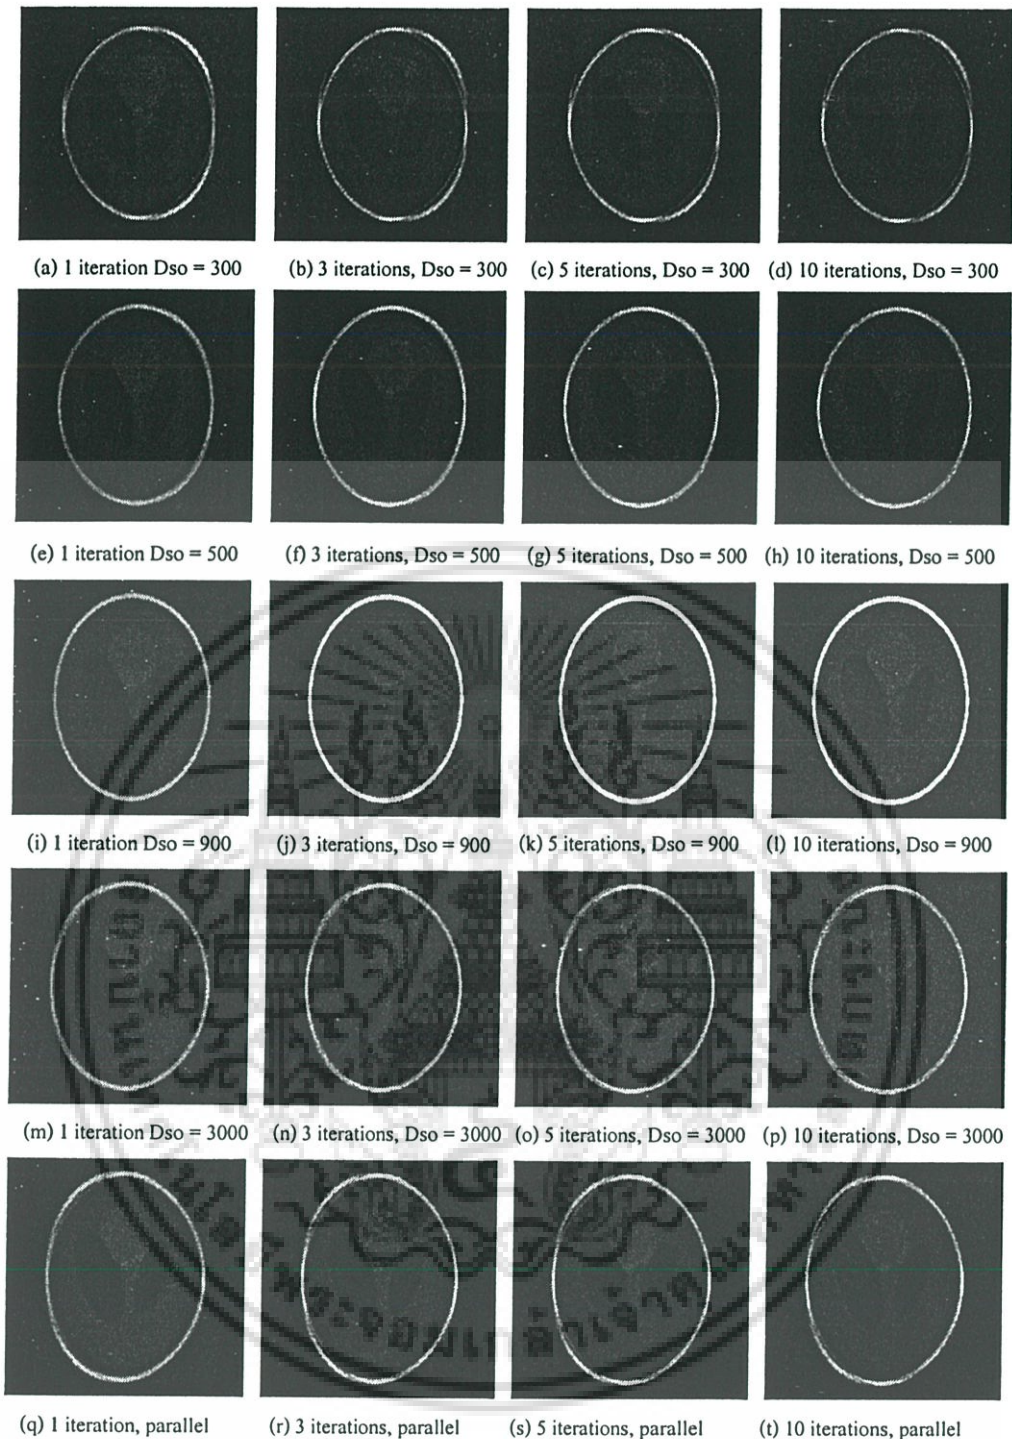 (a) 1 iteration Dso = 300
(b) 3 iterations, Dso = 300
(c) 5 iterations, Dso = 300
(d) 10 iterations, Dso = 300
(e) 1 iteration Dso = 500
(f) 3 iterations, Dso = 500
(g) 5 iterations, Dso = 500
(h) 10 iterations, Dso = 500
(i) 1 iteration Dso = 900
(j) 3 iterations, Dso = 900
(k) 5 iterations, Dso = 900
(l) 10 iterations, Dso = 900
(m) 1 iteration Dso = 3000
(n) 3 iterations, Dso = 3000
(o) 5 iterations, Dso = 3000
(p) 10 iterations, Dso = 3000
(q) 1 iteration, parallel
(r) 3 iterations, parallel
(s) 5 iterations, parallel
(t) 10 iterations, parallel